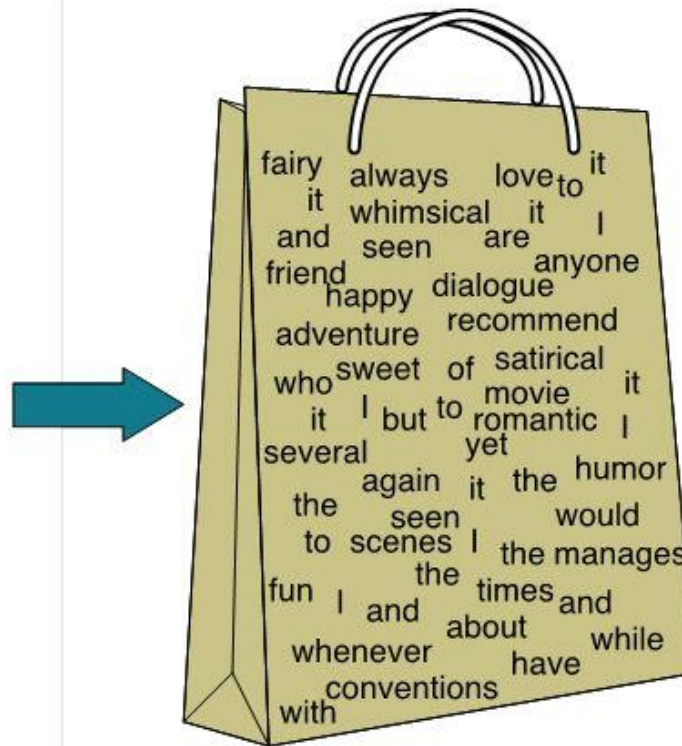 fairy always love to it
it whimsical it I
and seen are anyone
friend happy dialogue
adventure recommend
who sweet of satirical it
it I but to movie romantic I
several yet
again it the humor
the seen would
to scenes I the manages
the
fun I and times and
about while
whenever have
conventions
with